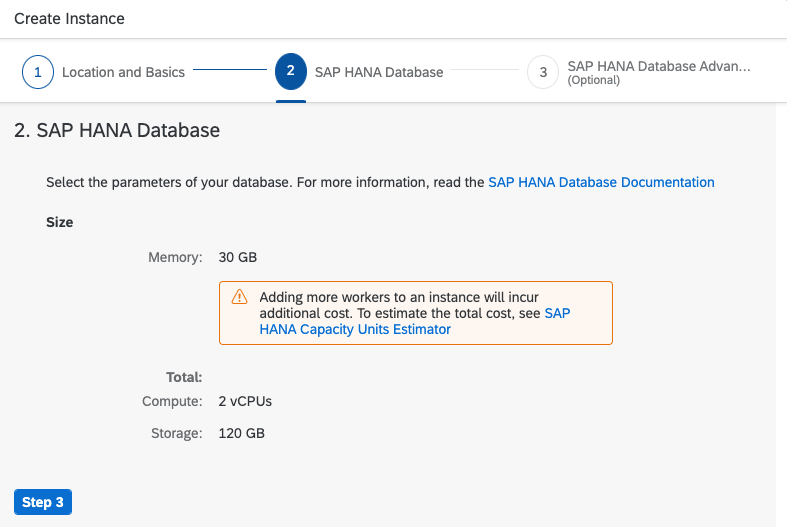 Create Instance
1 Location and Basics
2 SAP HANA Database
3 SAP HANA Database Advan...
(Optional)
2. SAP HANA Database
Select the parameters of your database. For more information, read the SAP HANA Database Documentation
Size
Memory: 30 GB
Adding more workers to an instance will incur
additional cost. To estimate the total cost, see SAP
HANA Capacity Units Estimator
Total:
Compute: 2 vCPUs
Storage: 120 GB
Step 3